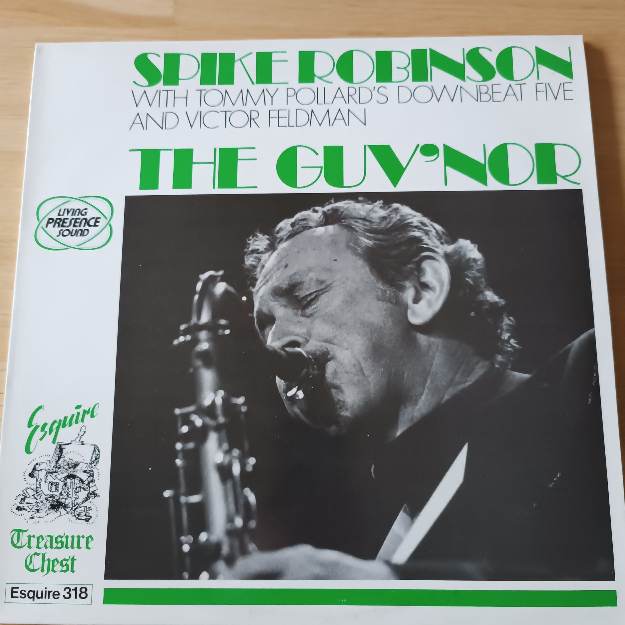 SPIKE ROBINSON
WITH TOMMY POLLARD'S DOWNBEAT FIVE
AND VICTOR FELDMAN
THE GUV'NOR
LIVING
PRESENCE
SOUND
Esquire
Treasure
Chest
Esquire 318